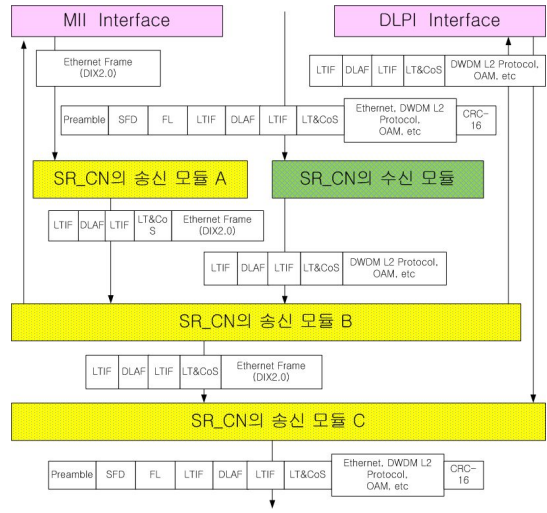 MII Interface
DLPI Interface
Ethernet Frame
(DIX2.0)
LTIF DLAF LTIF LT&CoS DWDM L2 Protocol,
OAM, etc
Preamble SFD FL LTIF DLAF LTIF LT&CoS Ethernet, DWDM L2
Protocol,
OAM, etc
CRC-
16
SR_CN의 송신 모듈 A
SR_CN의 수신 모듈
LTIF DLAF LTIF LT&Co
S
Ethernet Frame
(DIX2.0)
LTIF DLAF LTIF LT&CoS DWDM L2 Protocol,
OAM, etc
SR_CN의 송신 모듈 B
LTIF DLAF LTIF LT&CoS Ethernet Frame
(DIX2.0)
SR_CN의 송신 모듈 C
Preamble SFD FL LTIF DLAF LTIF LT&CoS Ethernet, DWDM L2
Protocol,
OAM, etc
CRC-
16